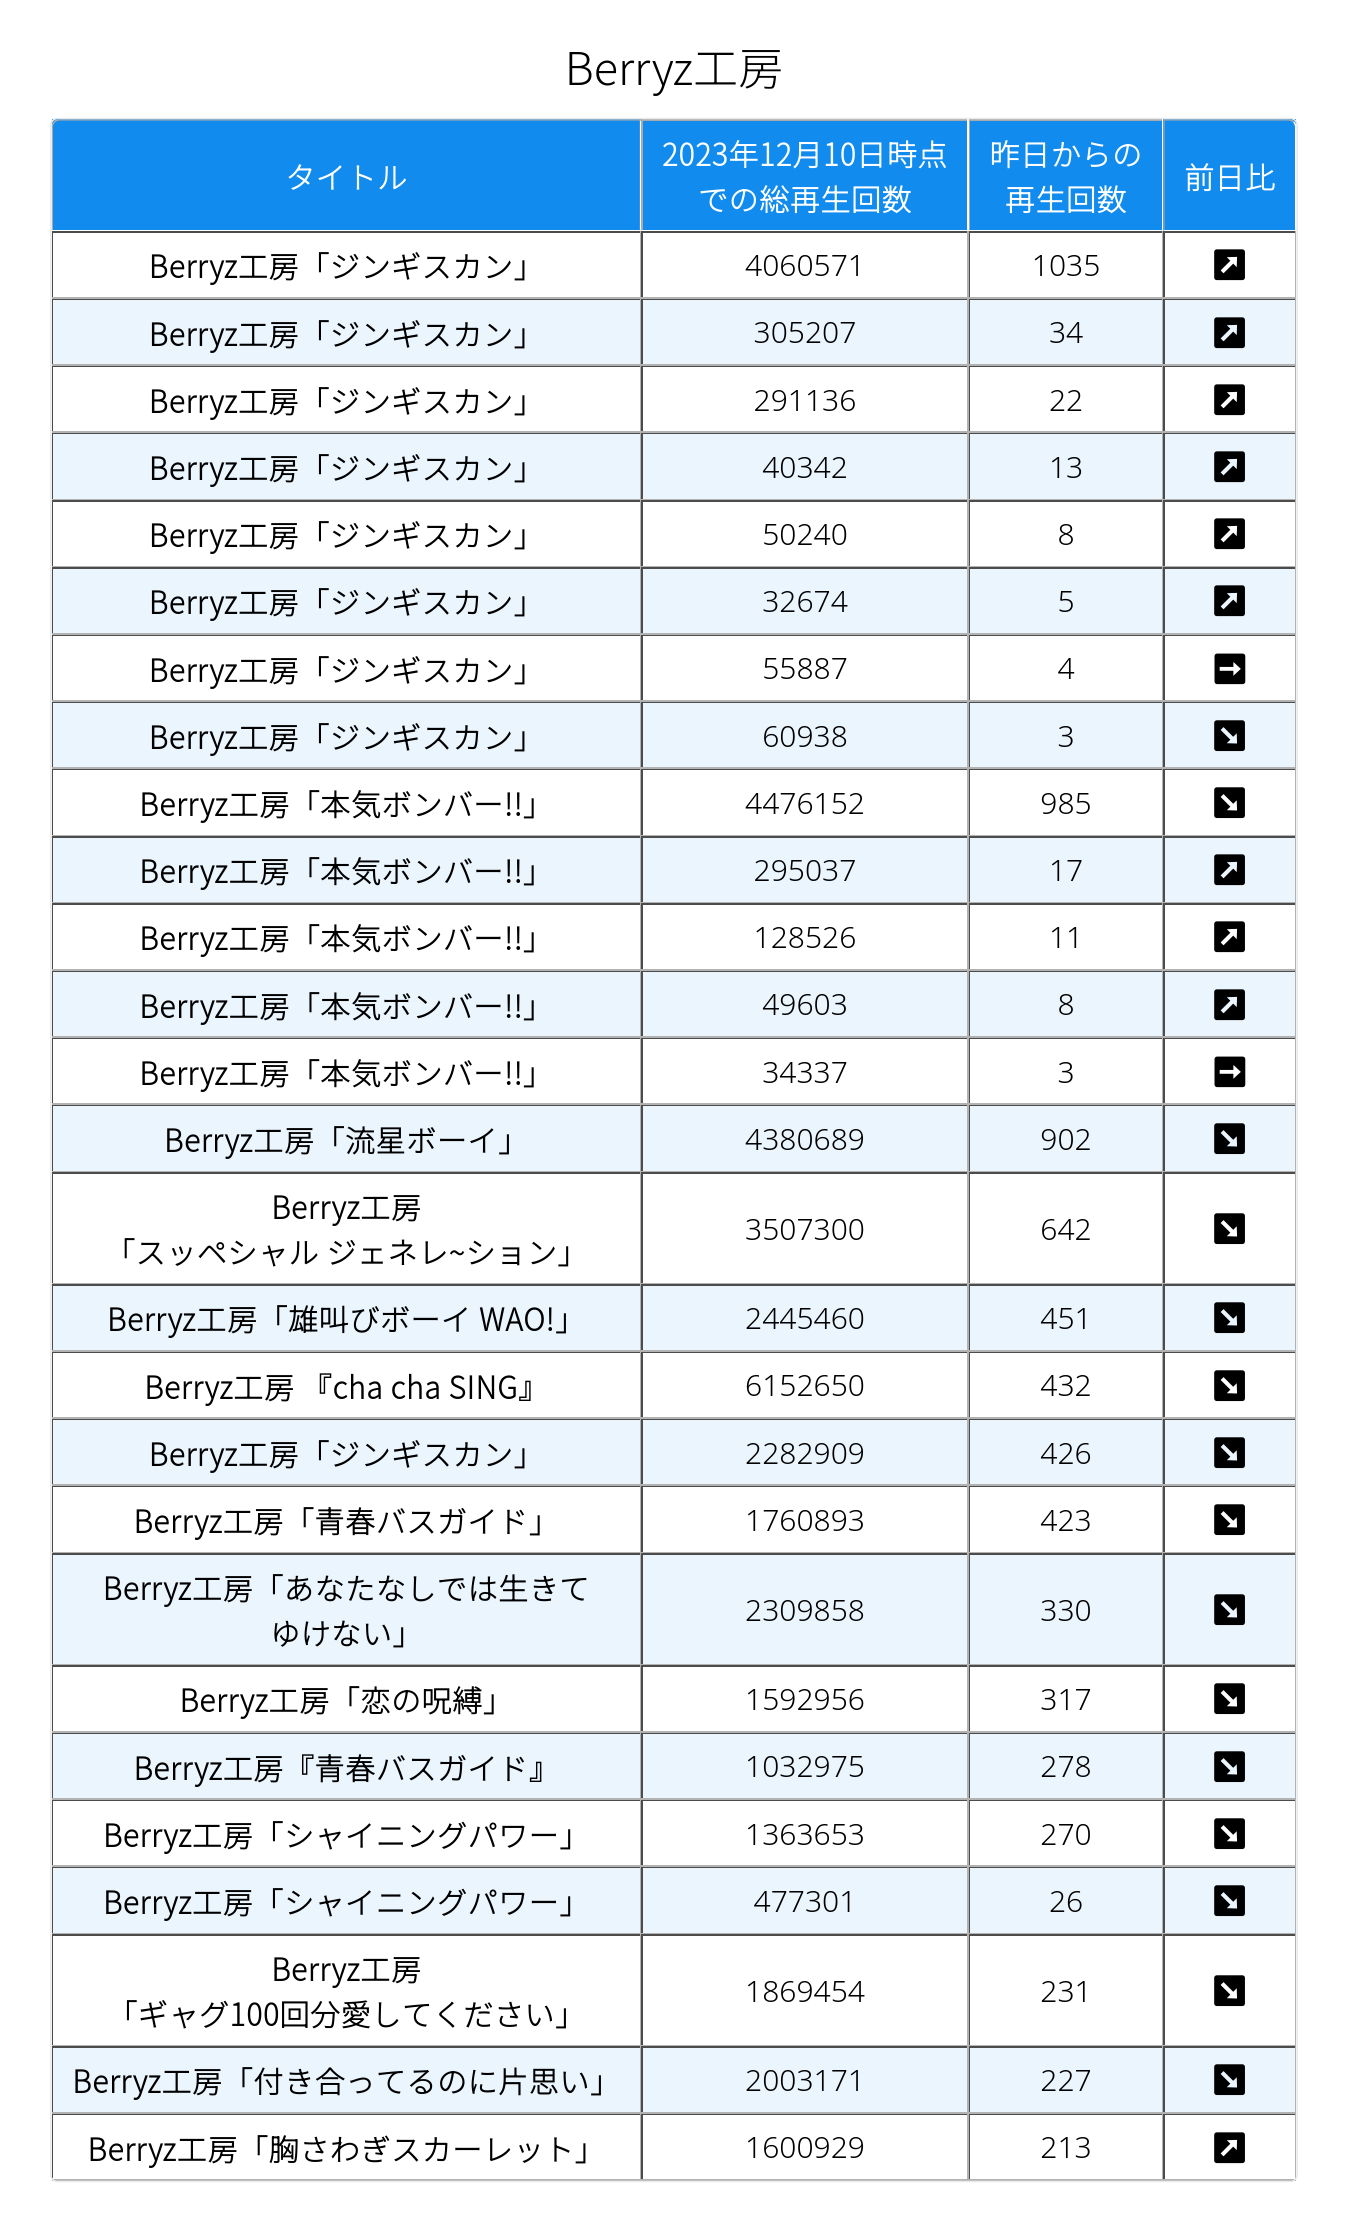 Berryz工房
タイトル 2023年12月10日時点 昨日からの 前日比
での総再生回数 再生回数
Berryz工房「ジンギスカン」 4060571 1035 ↗
Berryz工房「ジンギスカン」 305207 34 ↗
Berryz工房「ジンギスカン」 291136 22 ↗
Berryz工房「ジンギスカン」 40342 13 ↗
Berryz工房「ジンギスカン」 50240 8 ↗
Berryz工房「ジンギスカン」 32674 5 ↗
Berryz工房「ジンギスカン」 55887 4 →
Berryz工房「ジンギスカン」 60938 3 ↘
Berryz工房「本気ボンバー!!」 4476152 985 ↘
Berryz工房「本気ボンバー!!」 295037 17 ↗
Berryz工房「本気ボンバー!!」 128526 11 ↗
Berryz工房「本気ボンバー!!」 49603 8 ↗
Berryz工房「本気ボンバー!!」 34337 3 →
Berryz工房「流星ボーイ」 4380689 902 ↘
Berryz工房
「スッペシャル ジェネレ~ション」 3507300 642 ↘
Berryz工房「雄叫びボーイ WAO!」 2445460 451 ↘
Berryz工房 『cha cha SING』 6152650 432 ↘
Berryz工房「ジンギスカン」 2282909 426 ↘
Berryz工房「青春バスガイド」 1760893 423 ↘
Berryz工房「あなたなしでは生きて
ゆけない」 2309858 330 ↘
Berryz工房「恋の呪縛」 1592956 317 ↘
Berryz工房『青春バスガイド』 1032975 278 ↘
Berryz工房「シャイニングパワー」 1363653 270 ↘
Berryz工房「シャイニングパワー」 477301 26 ↘
Berryz工房
「ギャグ100回分愛してください」 1869454 231 ↘
Berryz工房「付き合ってるのに片思い」 2003171 227 ↘
Berryz工房「胸さわぎスカーレット」 1600929 213 ↗